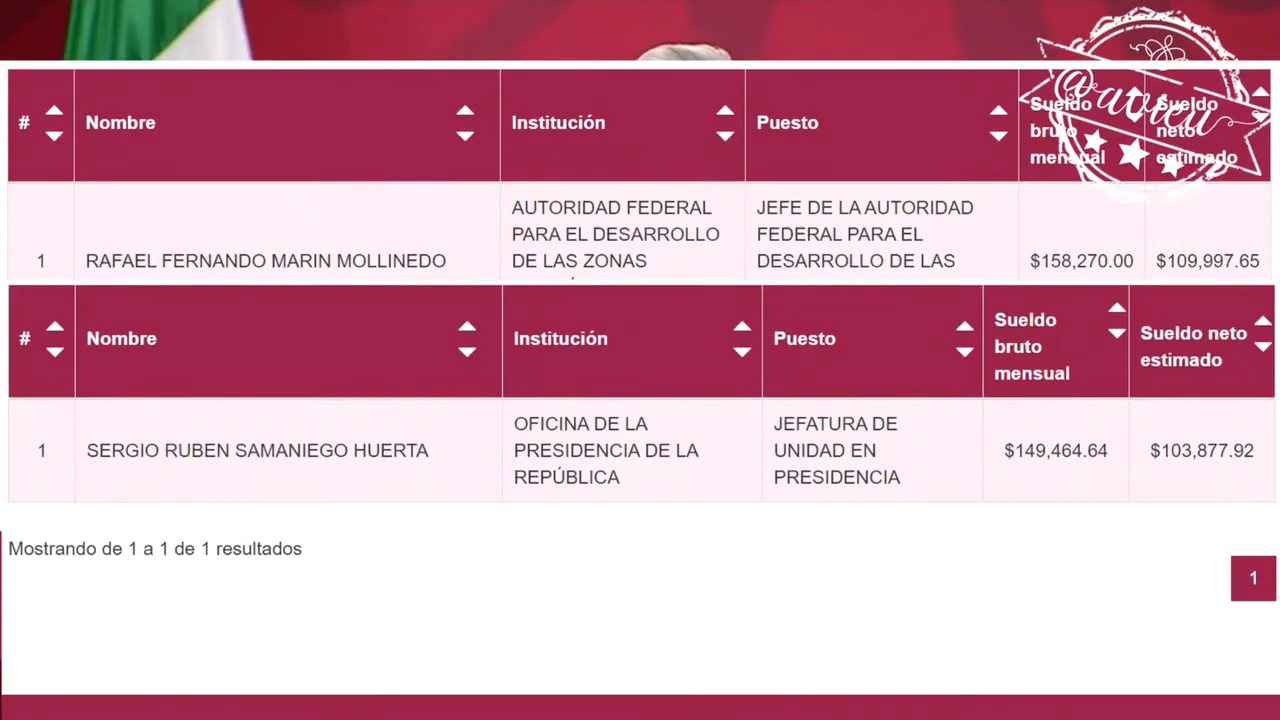 @avieu
# Nombre Institución Puesto Sueldo bruto mensual Sueldo neto estimado
AUTORIDAD FEDERAL
PARA EL DESARROLLO
DE LAS ZONAS
JEFE DE LA AUTORIDAD
FEDERAL PARA EL
DESARROLLO DE LAS
1 RAFAEL FERNANDO MARIN MOLLINEDO $158,270.00 $109,997.65
# Nombre Institución Puesto Sueldo bruto mensual Sueldo neto estimado
1 SERGIO RUBEN SAMANIEGO HUERTA
OFICINA DE LA
PRESIDENCIA DE LA
REPÚBLICA
JEFATURA DE
UNIDAD EN
PRESIDENCIA
$149,464.64 $103,877.92
Mostrando de 1 a 1 de 1 resultados
1